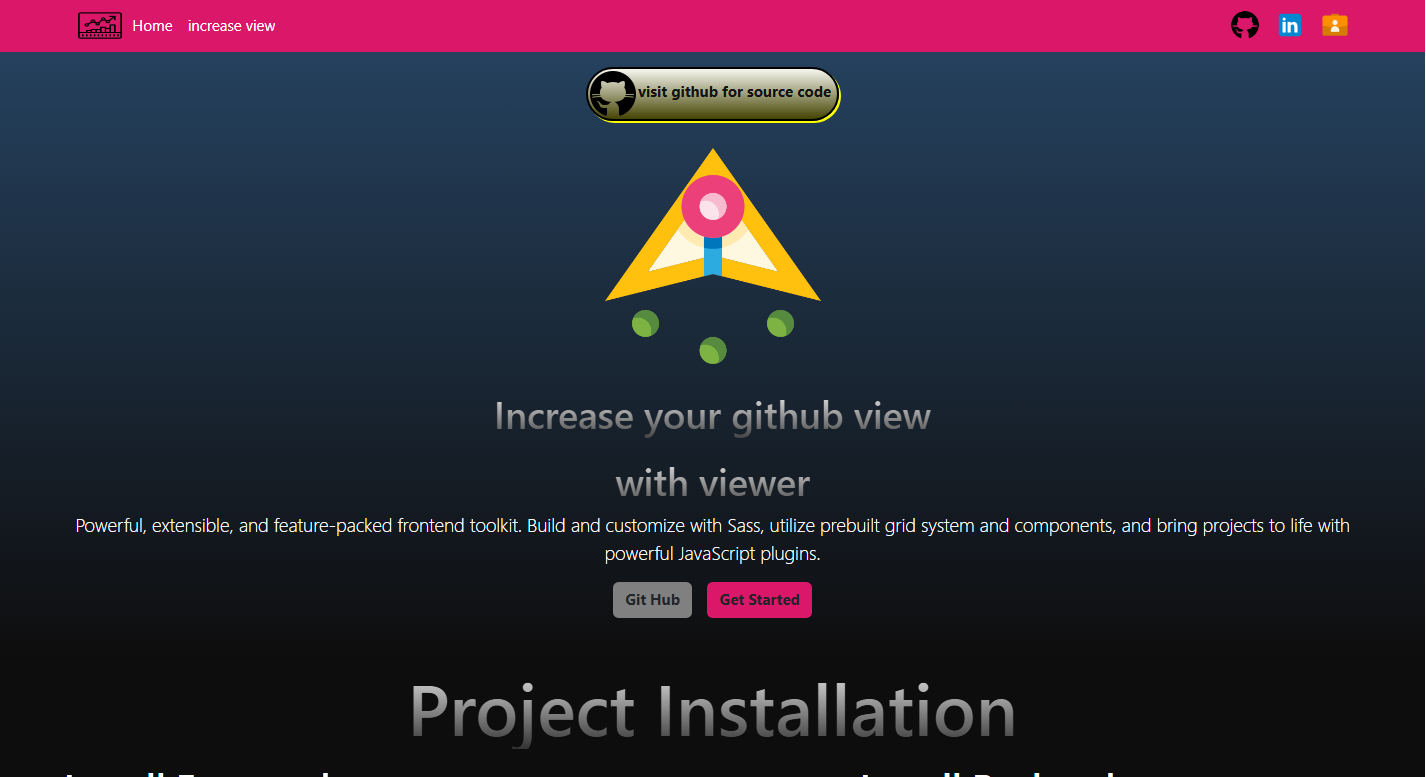 Home increase view
in
visit github for source code
Increase your github view
with viewer
Powerful, extensible, and feature-packed frontend toolkit. Build and customize with Sass, utilize prebuilt grid system and components, and bring projects to life with
powerful JavaScript plugins.
Git Hub Get Started
Project Installation